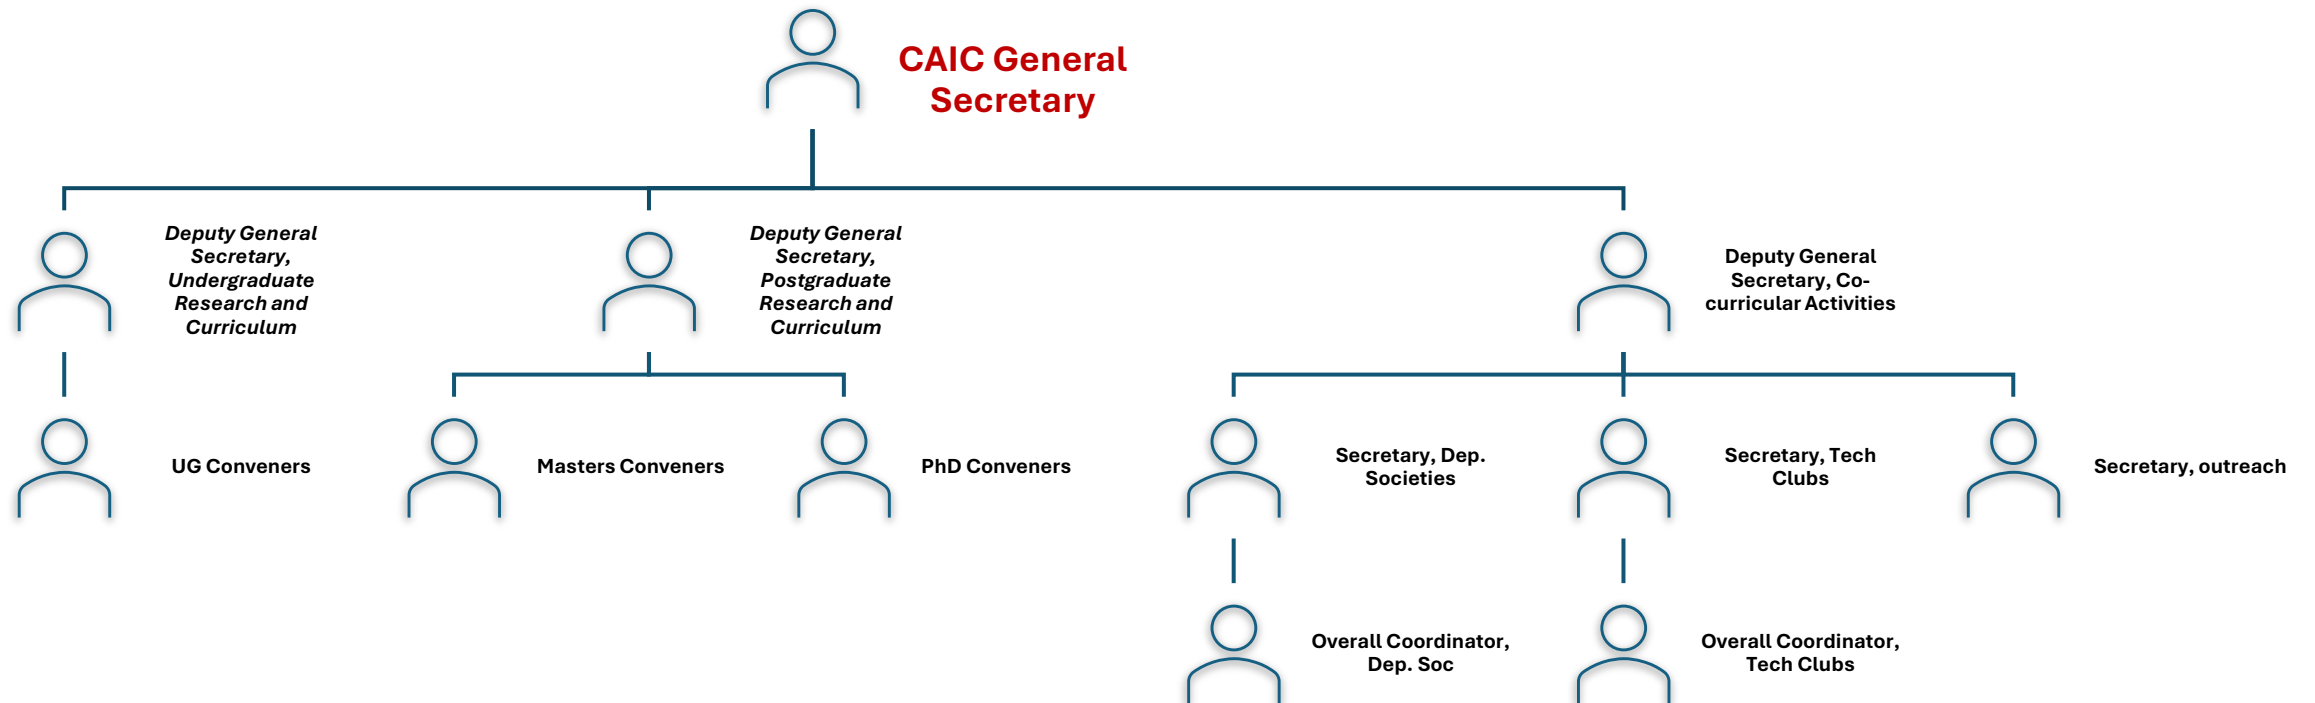 CAIC General
Secretary
Deputy General
Secretary,
Undergraduate
Research and
Curriculum
Deputy General
Secretary,
Postgraduate
Research and
Curriculum
Deputy General
Secretary, Co-
curricular Activities
UG Conveners
Masters Conveners
PhD Conveners
Secretary, Dep.
Societies
Secretary, Tech
Clubs
Secretary, outreach
Overall Coordinator,
Dep. Soc
Overall Coordinator,
Tech Clubs